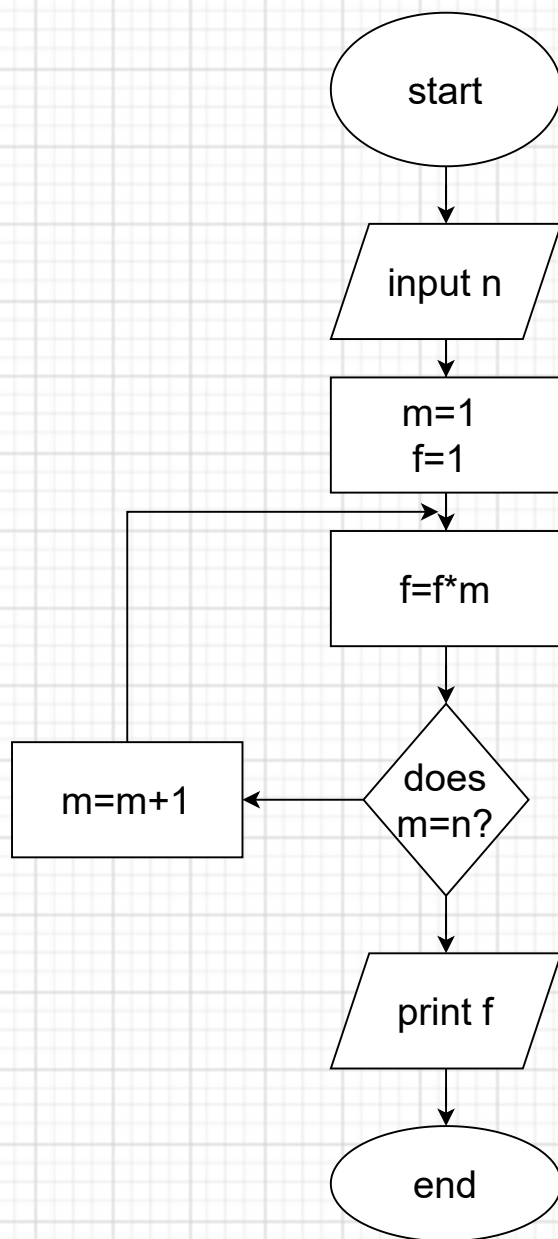 start
input n
m=1
f=1
f=f*m
does
m=n?
m=m+1
print f
end